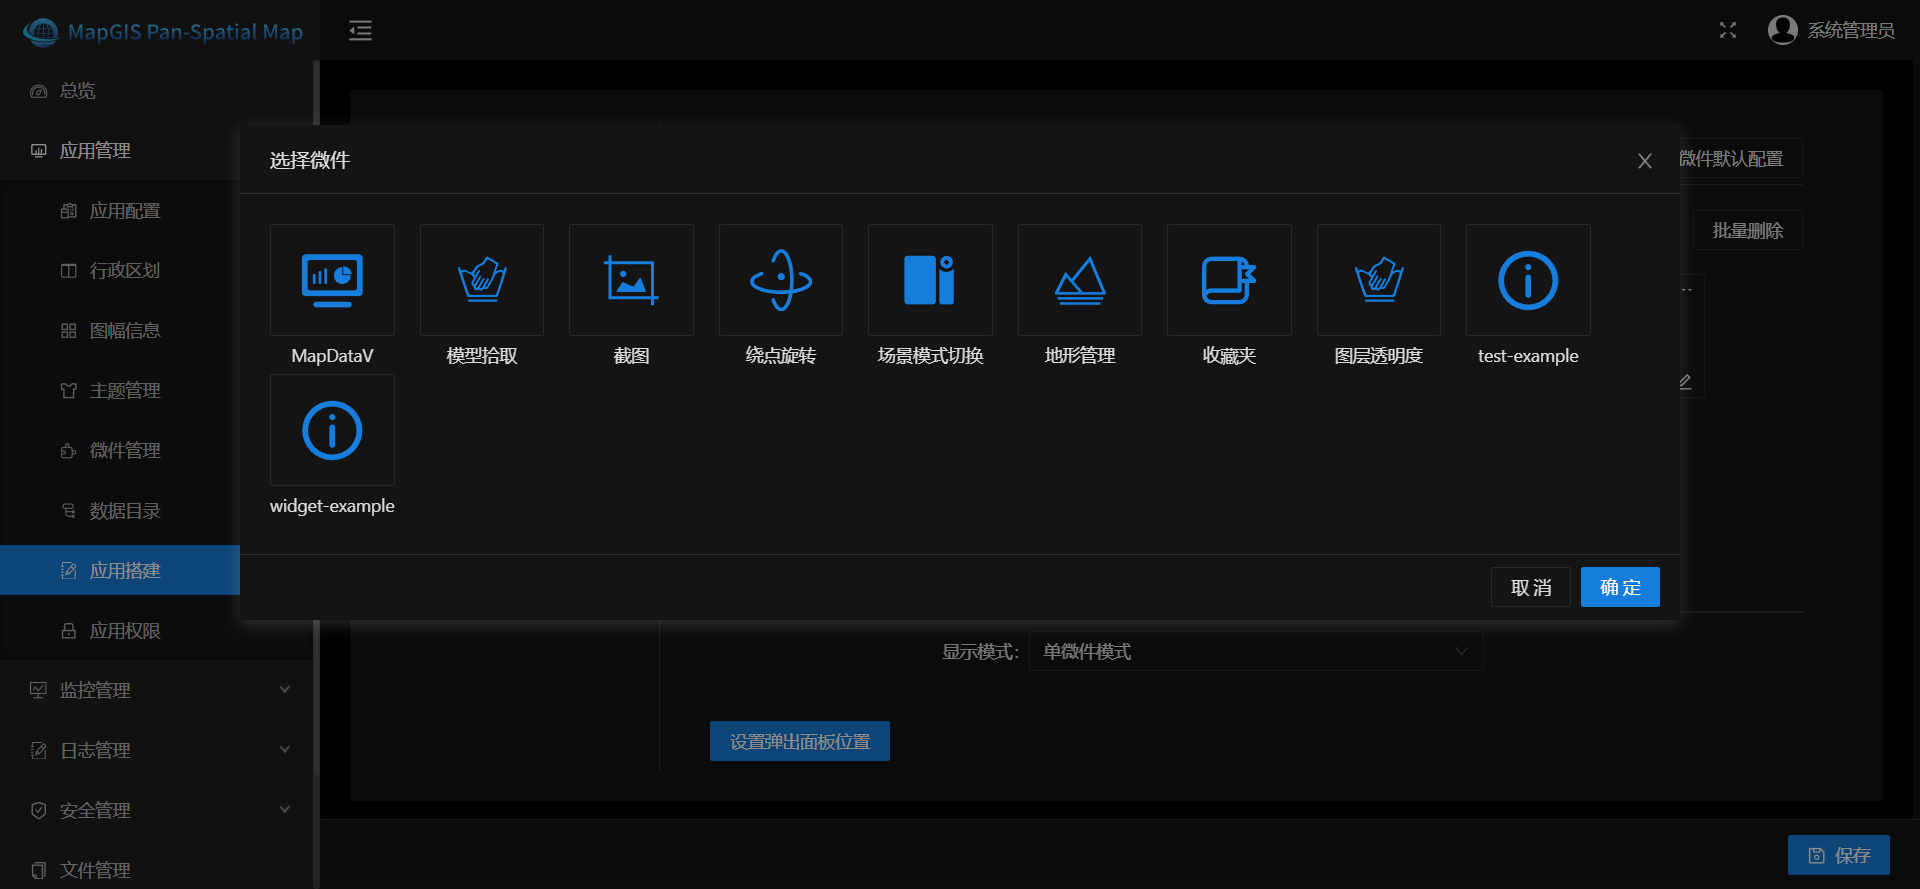 MapGIS Pan-Spatial Map
系统管理员
总览
应用管理
应用配置
行政区划
图幅信息
主题管理
微件管理
数据目录
应用搭建
应用权限
监控管理
日志管理
安全管理
文件管理
微件默认配置
批量删除
选择微件
MapDataV
模型拾取
截图
绕点旋转
场景模式切换
地形管理
收藏夹
图层透明度
test-example
widget-example
取消
确定
显示模式：
单微件模式
设置弹出面板位置
保存